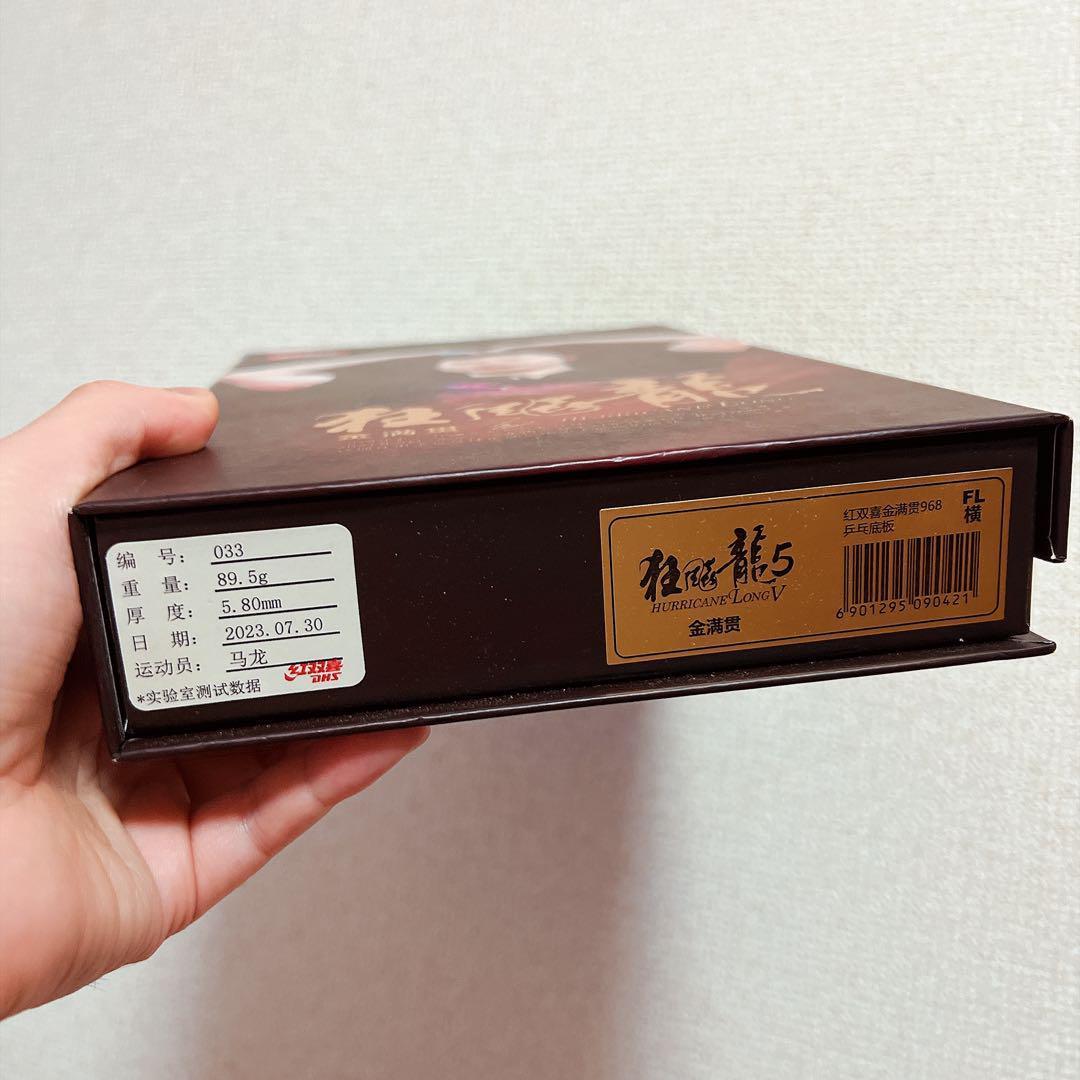 狂飚龍
金满贯
编 号: 033
重 量: 89.5g
厚 度: 5.80mm
日 期: 2023.07.30
运动员: 马龙
红双喜
DHS
*实验室测试数据
狂飚龍5
HURRICANE LONG V
金满贯
红双喜金满贯968
乒乓底板
FL
横
6 901295 090421